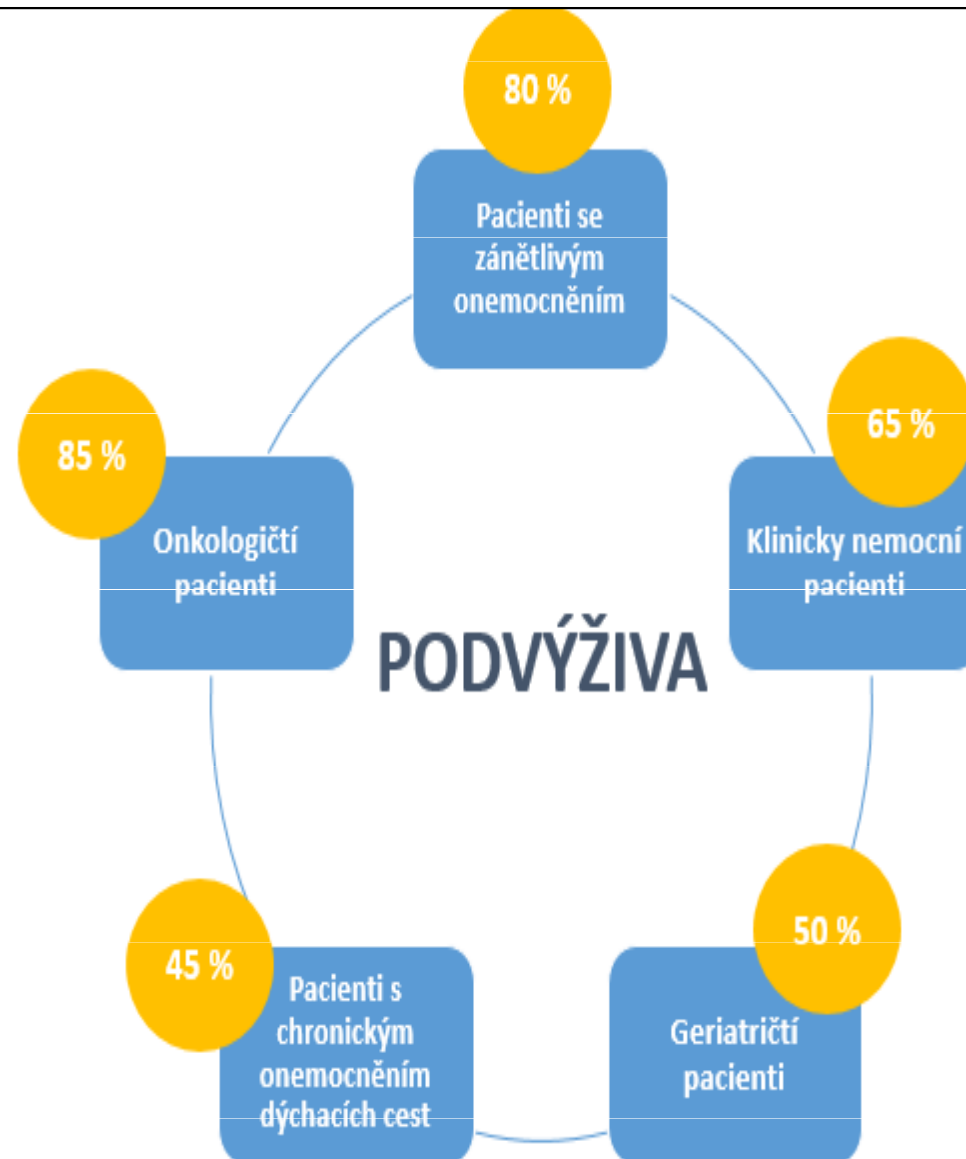 80 %
Pacienti se
zánětlivým
onemocněním
65 %
Klinicky nemocní
pacienti
85 %
Onkologičtí
pacienti
PODVÝŽIVA
50 %
Geriatričtí
pacienti
45 %
Pacienti s
chronickým
onemocněním
dýchacích cest